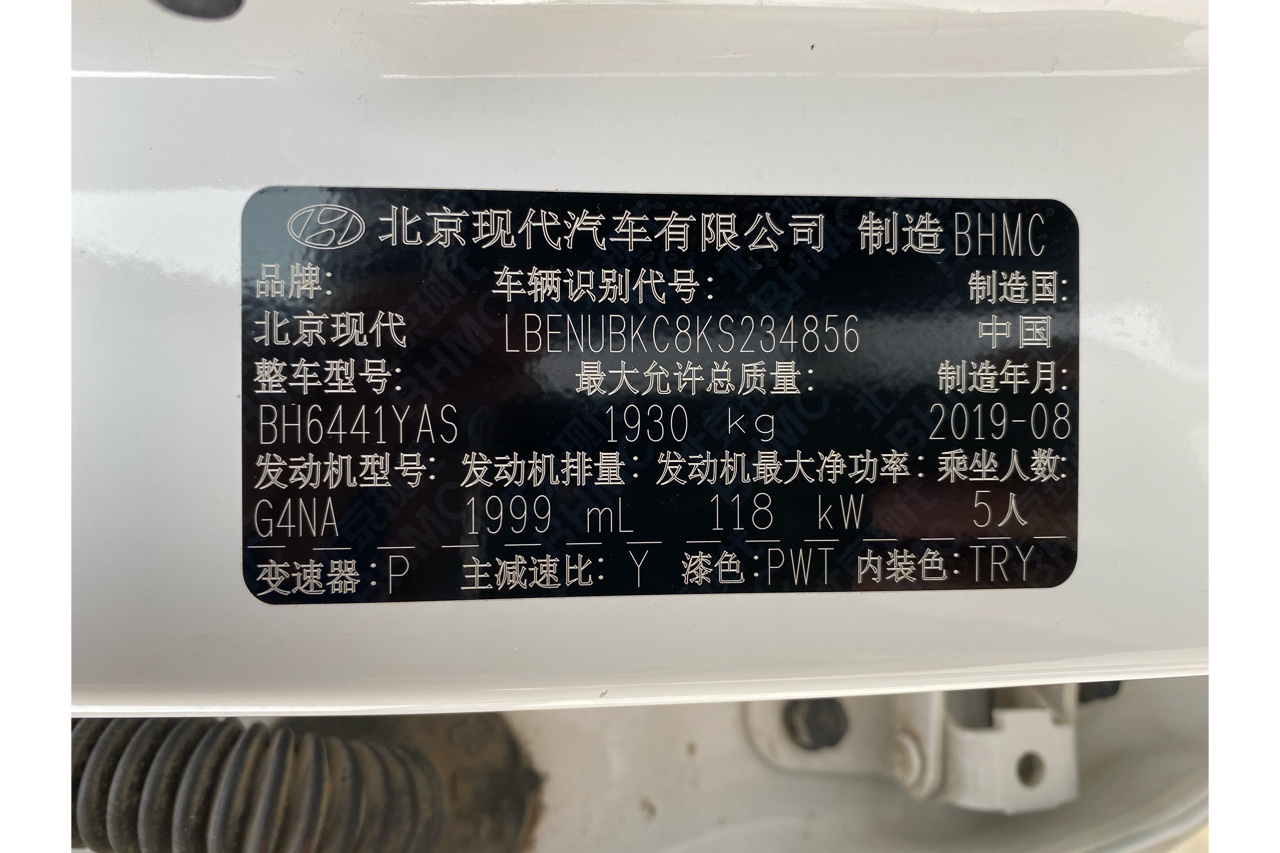 北京现代汽车有限公司 制造 BHMC
品牌: 车辆识别代号: 制造国:
北京现代 LBENUBKC8KS234856 中国
整车型号: 最大允许总质量: 制造年月:
BH6441YAS 1930 kg 2019-08
发动机型号: 发动机排量: 发动机最大净功率: 乘坐人数:
G4NA 1999 mL 118 kW 5人
变速器:P 主减速比: Y 漆色:PWT 内装色:TRY